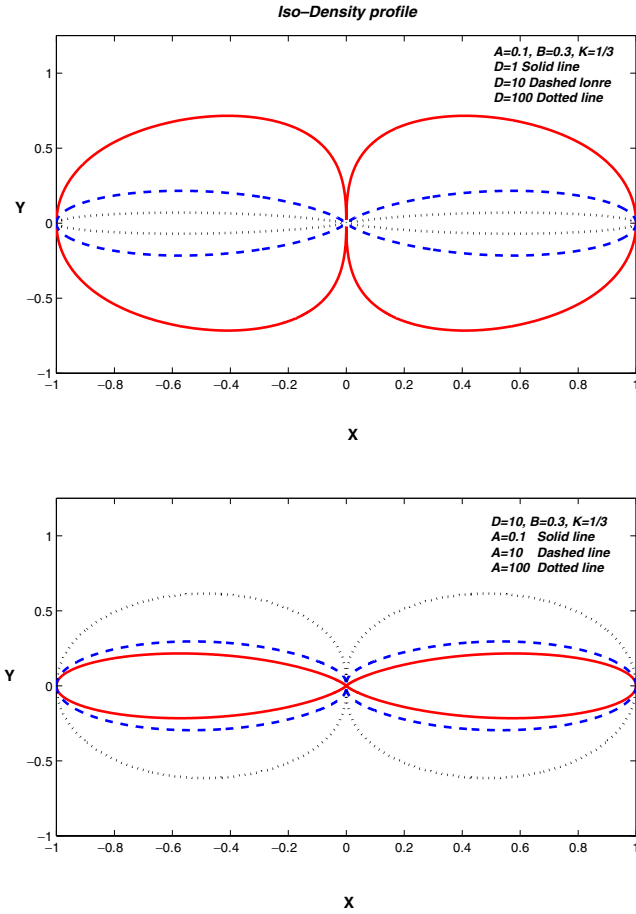 Iso–Density profile
A=0.1, B=0.3, K=1/3
D=1 Solid line
D=10 Dashed lonre
D=100 Dotted line
1
0.5
Y
0
−0.5
−1
−1 −0.8 −0.6 −0.4 −0.2 0 0.2 0.4 0.6 0.8 1
X
D=10, B=0.3, K=1/3
A=0.1 Solid line
A=10 Dashed line
A=100 Dotted line
1
0.5
Y
0
−0.5
−1
−1 −0.8 −0.6 −0.4 −0.2 0 0.2 0.4 0.6 0.8 1
X